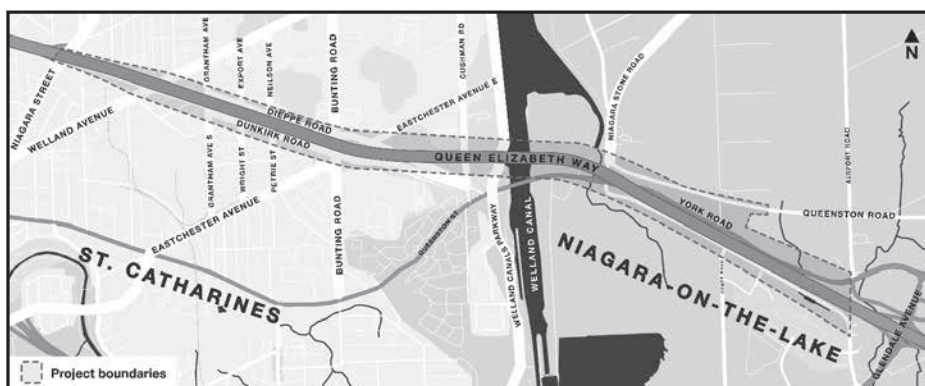 NIAGARA STREET
WELLAND AVENUE
GRANTHAM AVE
EXPORT AVE
NEILSON AVE
BUNTING ROAD
CUSHMAN RD
NIAGARA STONE ROAD
N
DIEPPE ROAD
DUNKIRK ROAD
EASTCHESTER AVENUE E
QUEEN ELIZABETH WAY
AIRPORT ROAD
GRANTHAM AVE S
WRIGHT ST
PETRIE ST
EASTCHESTER AVENUE
BUNTING ROAD
QUEENSTON ST
WELLAND CANALS PARKWAY
WELLAND CANAL
YORK ROAD
QUEENSTON ROAD
ST. CATHARINES
NIAGARA-ON-THE-LAKE
GLENDALE AVENUE
Project boundaries